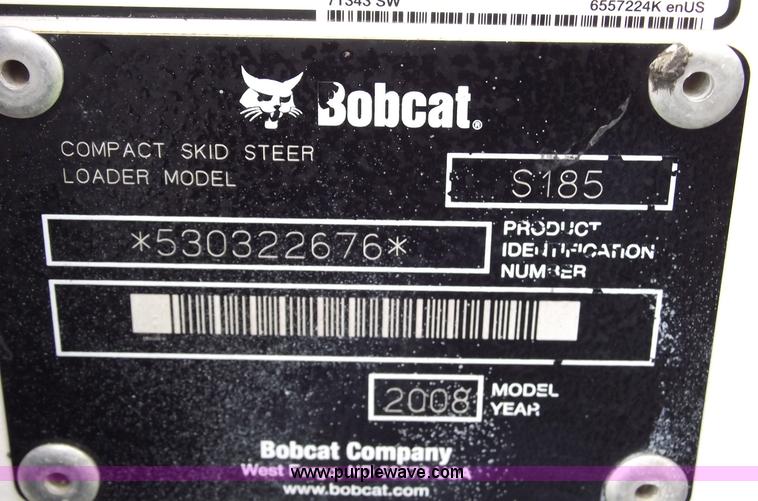 71343 SW 6557224K enUS
Bobcat®
COMPACT SKID STEER
LOADER MODEL
S185
*530322676*
PRODUCT
IDENTIFICATION
NUMBER
2008
MODEL
YEAR
Bobcat Company
West
www.purplewave.com
www.bobcat.com